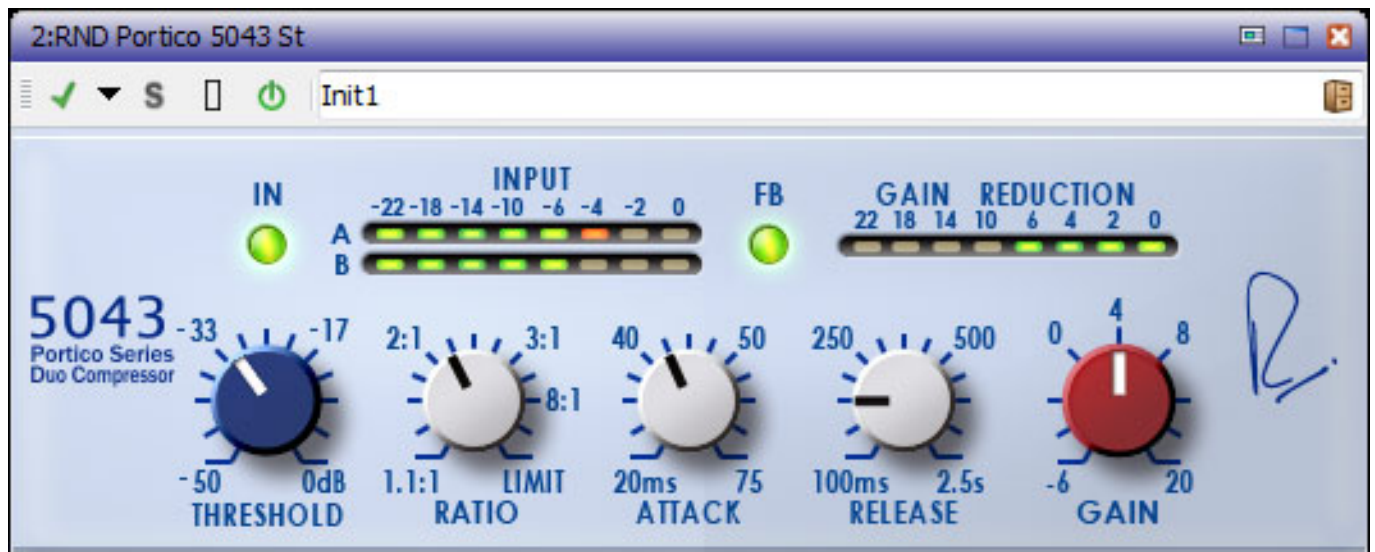 2:RND Portico 5043 St
S
Init1
IN
INPUT
FB
GAIN REDUCTION
-22 -18 -14 -10 -6 -4 -2 0
22 18 14 10 6 4 2 0
A
B
5043
Portico Series
Duo Compressor
-33 -17
2:1 3:1
8:1
40 50
250 500
0 4 8
-50 0dB
1.1:1 LIMIT
20ms 75
100ms 2.5s
-6 20
THRESHOLD
RATIO
ATTACK
RELEASE
GAIN